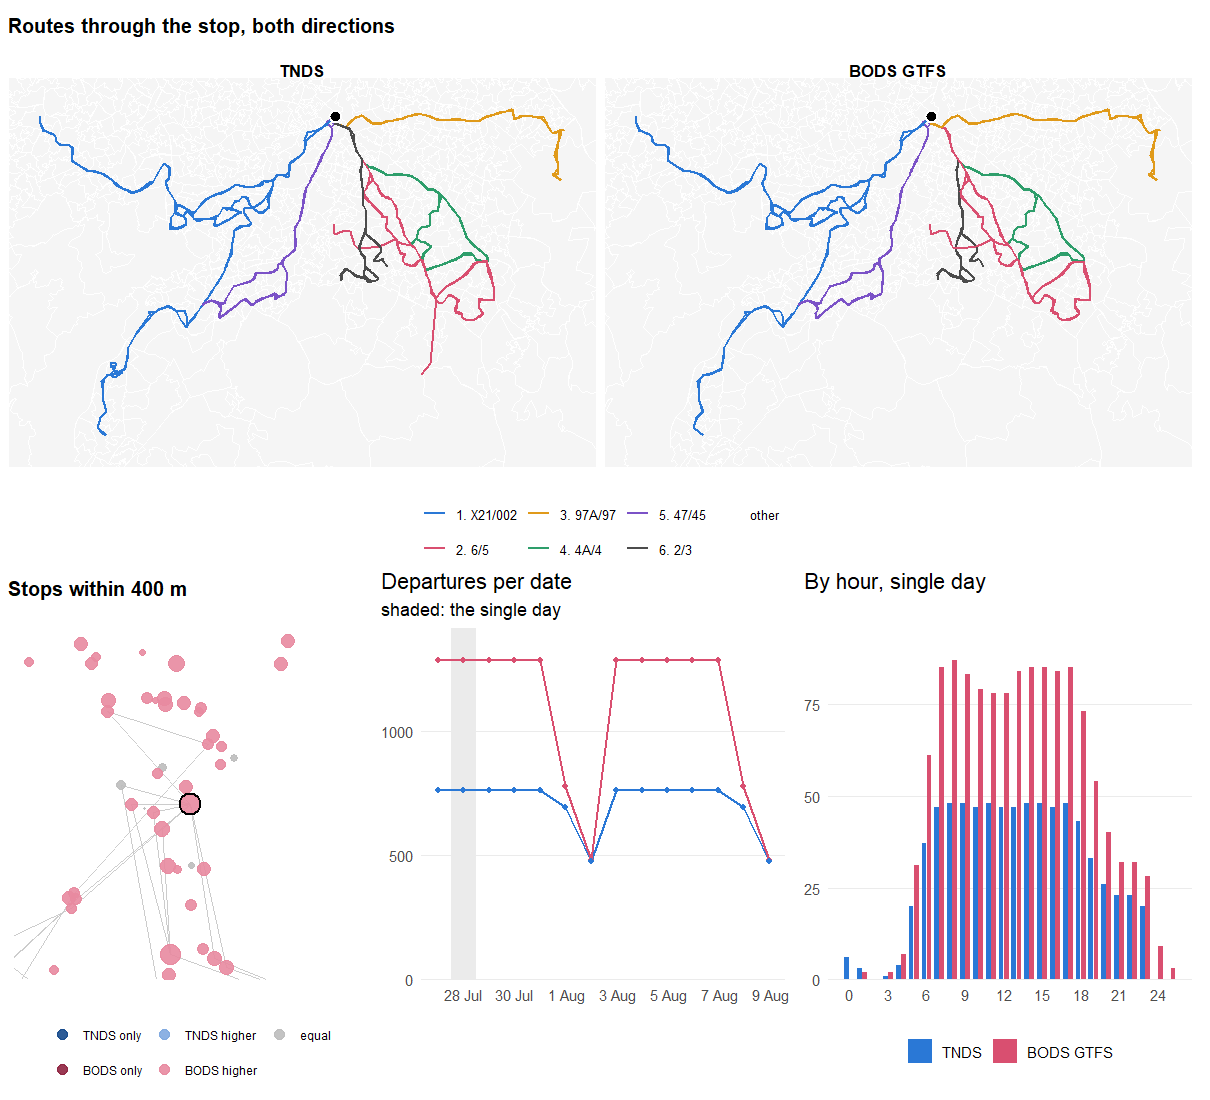 Routes through the stop, both directions
TNDS
BODS GTFS
1. X21/002
3. 97A/97
5. 47/45
other
2. 6/5
4. 4A/4
6. 2/3
Stops within 400 m
TNDS only
TNDS higher
equal
BODS only
BODS higher
Departures per date
shaded: the single day
1000
500
0
28 Jul
30 Jul
1 Aug
3 Aug
5 Aug
7 Aug
9 Aug
By hour, single day
75
50
25
0
0
3
6
9
12
15
18
21
24
TNDS
BODS GTFS